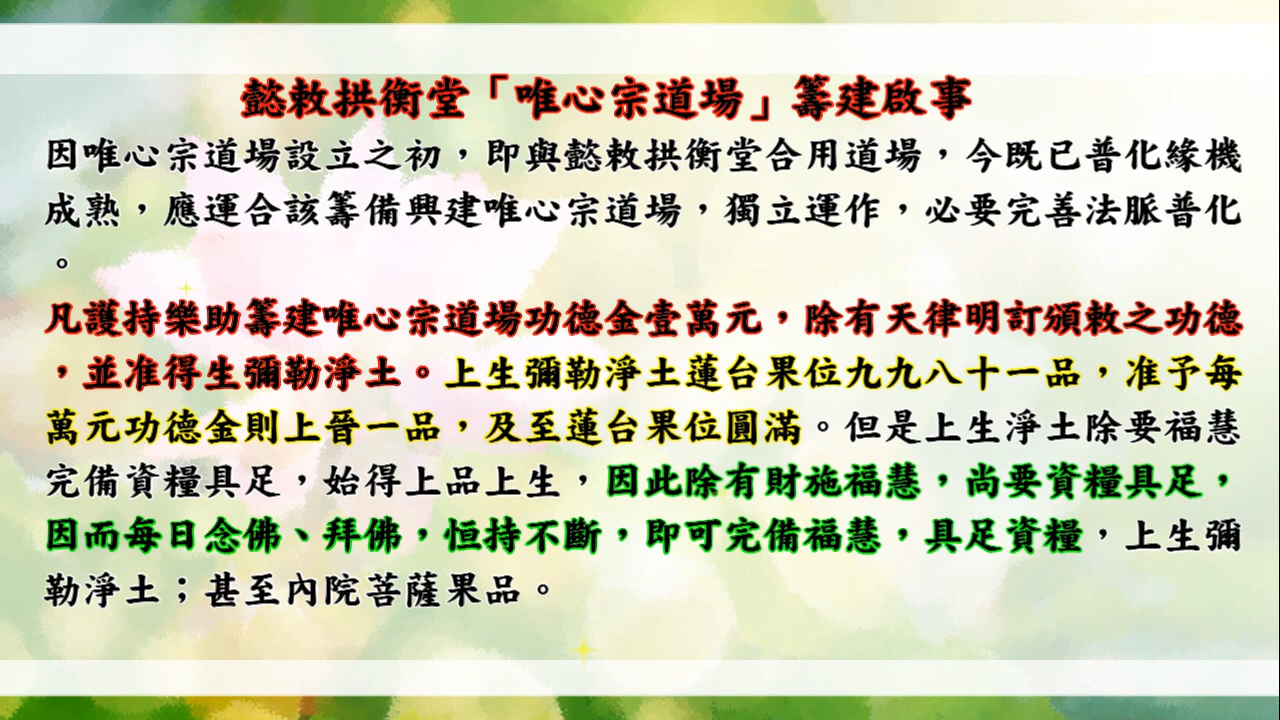 懿敕拱衡堂「唯心宗道場」籌建啟事
因唯心宗道場設立之初，即與懿敕拱衡堂合用道場，今既已普化緣機
成熟，應運合該籌備興建唯心宗道場，獨立運作，必要完善法脈普化
。
凡護持樂助籌建唯心宗道場功德金壹萬元，除有天律明訂頒敕之功德
，並准得生彌勒淨土。上生彌勒淨土蓮台果位九九八十一品，准予每
萬元功德金則上晉一品，及至蓮台果位圓滿。但是上生淨土除要福慧
完備資糧具足，始得上品上生，因此除有財施福慧，尚要資糧具足，
因而每日念佛、拜佛，恒持不斷，即可完備福慧，具足資糧，上生彌
勒淨土；甚至內院菩薩果品。